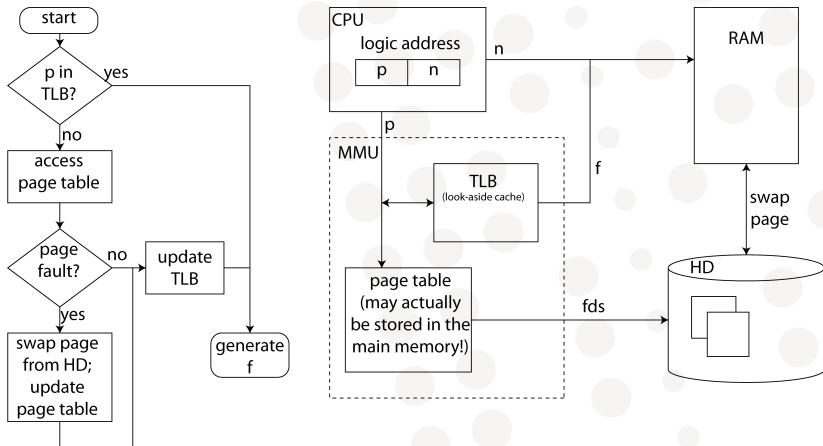 start
p in
TLB?
yes
no
access
page table
page
fault?
no
update
TLB
yes
swap page
from HD;
update
page table
generate
f
CPU
logic address
p
n
n
p
MMU
TLB
(look-aside cache)
f
page table
(may actually
be stored in the
main memory!)
fds
RAM
swap
page
HD